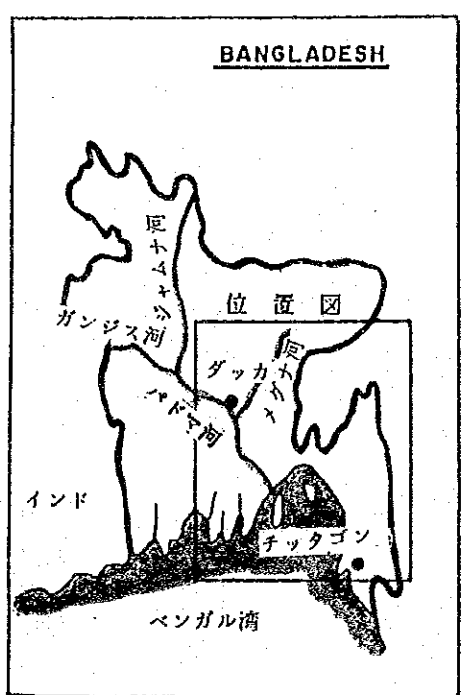 BANGLADESH
ジャムナ河
位置図
ガンジス河
ダッカ
メグナ河
パドマ河
インド
チッタゴン
ベンガル湾